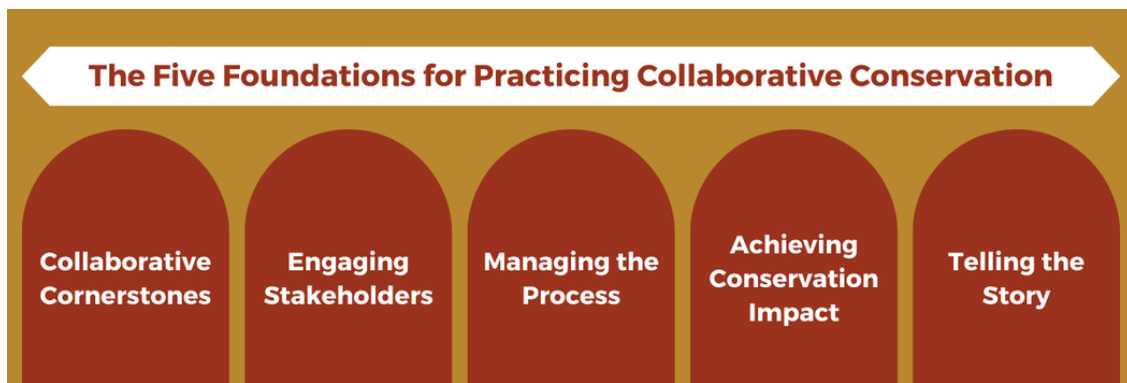 The Five Foundations for Practicing Collaborative Conservation
Collaborative
Cornerstones
Engaging
Stakeholders
Managing the
Process
Achieving
Conservation
Impact
Telling the
Story